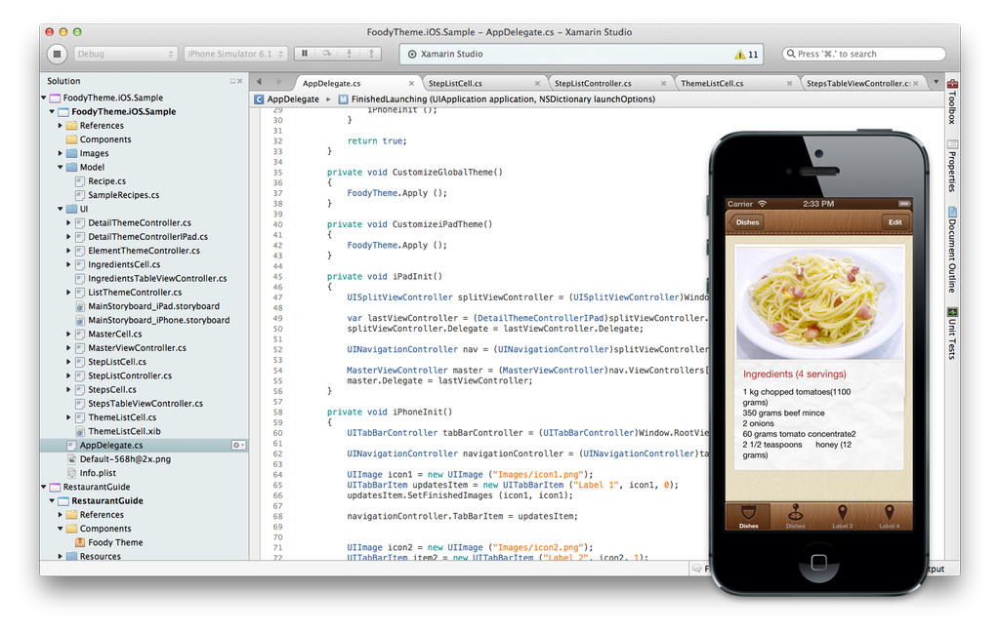 FoodyTheme.iOS.Sample – AppDelegate.cs – Xamarin Studio
Debug
iPhone Simulator 6.1
Xamarin Studio
11
Press '⌘.' to search
Solution
FoodyTheme.iOS.Sample
FoodyTheme.iOS.Sample
References
Components
Images
Model
Recipe.cs
SampleRecipes.cs
UI
DetailThemeController.cs
DetailThemeControllerIPad.cs
ElementThemeController.cs
IngredientsCell.cs
IngredientsTableViewController.cs
ListThemeController.cs
MainStoryboard_iPad.storyboard
MainStoryboard_iPhone.storyboard
MasterCell.cs
MasterViewController.cs
StepListCell.cs
StepListController.cs
StepsCell.cs
StepsTableViewController.cs
ThemeListCell.cs
ThemeListCell.xib
AppDelegate.cs
Default-568h@2x.png
Info.plist
RestaurantGuide
RestaurantGuide
References
Components
Foody Theme
Resources
AppDelegate.cs
StepListCell.cs
StepListController.cs
ThemeListCell.cs
StepsTableViewController.c
AppDelegate
FinishedLaunching (UIApplication application, NSDictionary launchOptions)
29 iPhoneInit ();
30 }
31
32 return true;
33 }
34
35 private void CustomizeGlobalTheme()
36 {
37 FoodyTheme.Apply ();
38 }
39
40 private void CustomizeiPadTheme()
41 {
42 FoodyTheme.Apply ();
43 }
44
45 private void iPadInit()
46 {
47 UISplitViewController splitViewController = (UISplitViewController)Windo
48
49 var lastViewController = (DetailThemeControllerIPad)splitViewController.
50 splitViewController.Delegate = lastViewController.Delegate;
51
52 UINavigationController nav = (UINavigationController)splitViewController
53
54 MasterViewController master = (MasterViewController)nav.ViewControllers[
55 master.Delegate = lastViewController;
56 }
57
58 private void iPhoneInit()
59 {
60 UITabBarController tabBarController = (UITabBarController)Window.RootView
61
62 UINavigationController navigationController = (UINavigationController)ta
63
64 UIImage icon1 = new UIImage ("Images/icon1.png");
65 UITabBarItem updatesItem = new UITabBarItem ("Label 1", icon1, 0);
66 updatesItem.SetFinishedImages (icon1, icon1);
67
68 navigationController.TabBarItem = updatesItem;
69
70
71 UIImage icon2 = new UIImage ("Images/icon2.png");
72 UITabBarItem item2 = new UITabBarItem ("Label 2", icon2, 1);
Toolbox
Properties
Document Outline
Unit Tests
Carrier
2:33 PM
Dishes
Edit
Ingredients (4 servings)
1 kg chopped tomatoes(1100
grams)
350 grams beef mince
2 onions
60 grams tomato concentrate2
2 1/2 teaspoons honey (12
grams)
Dishes
Dishes
Label 3
Label 4
F
tput